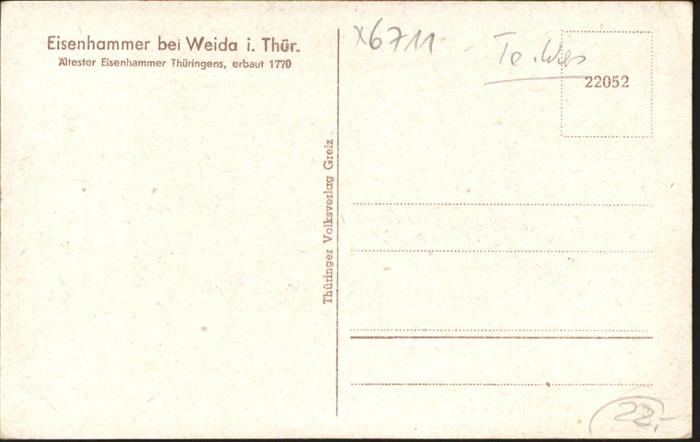 Eisenhammer bei Weida i. Thür.
Ältester Eisenhammer Thüringens, erbaut 1770
Thüringer Volksverlag Greiz
x6711
22052
22.-